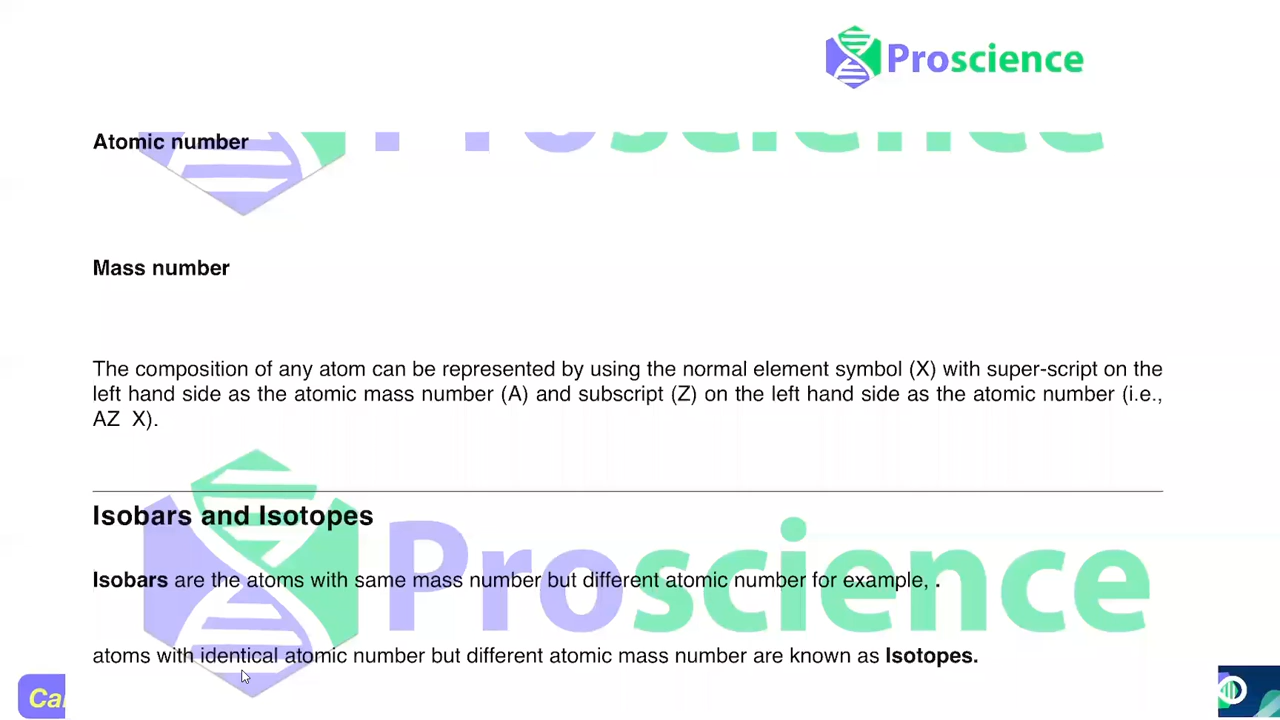 Proscience
Atomic number
Proscience
Mass number
The composition of any atom can be represented by using the normal element symbol (X) with super-script on the
left hand side as the atomic mass number (A) and subscript (Z) on the left hand side as the atomic number (i.e.,
AZ X).
Isobars and Isotopes
Proscience
Isobars are the atoms with same mass number but different atomic number for example, .
atoms with identical atomic number but different atomic mass number are known as Isotopes.